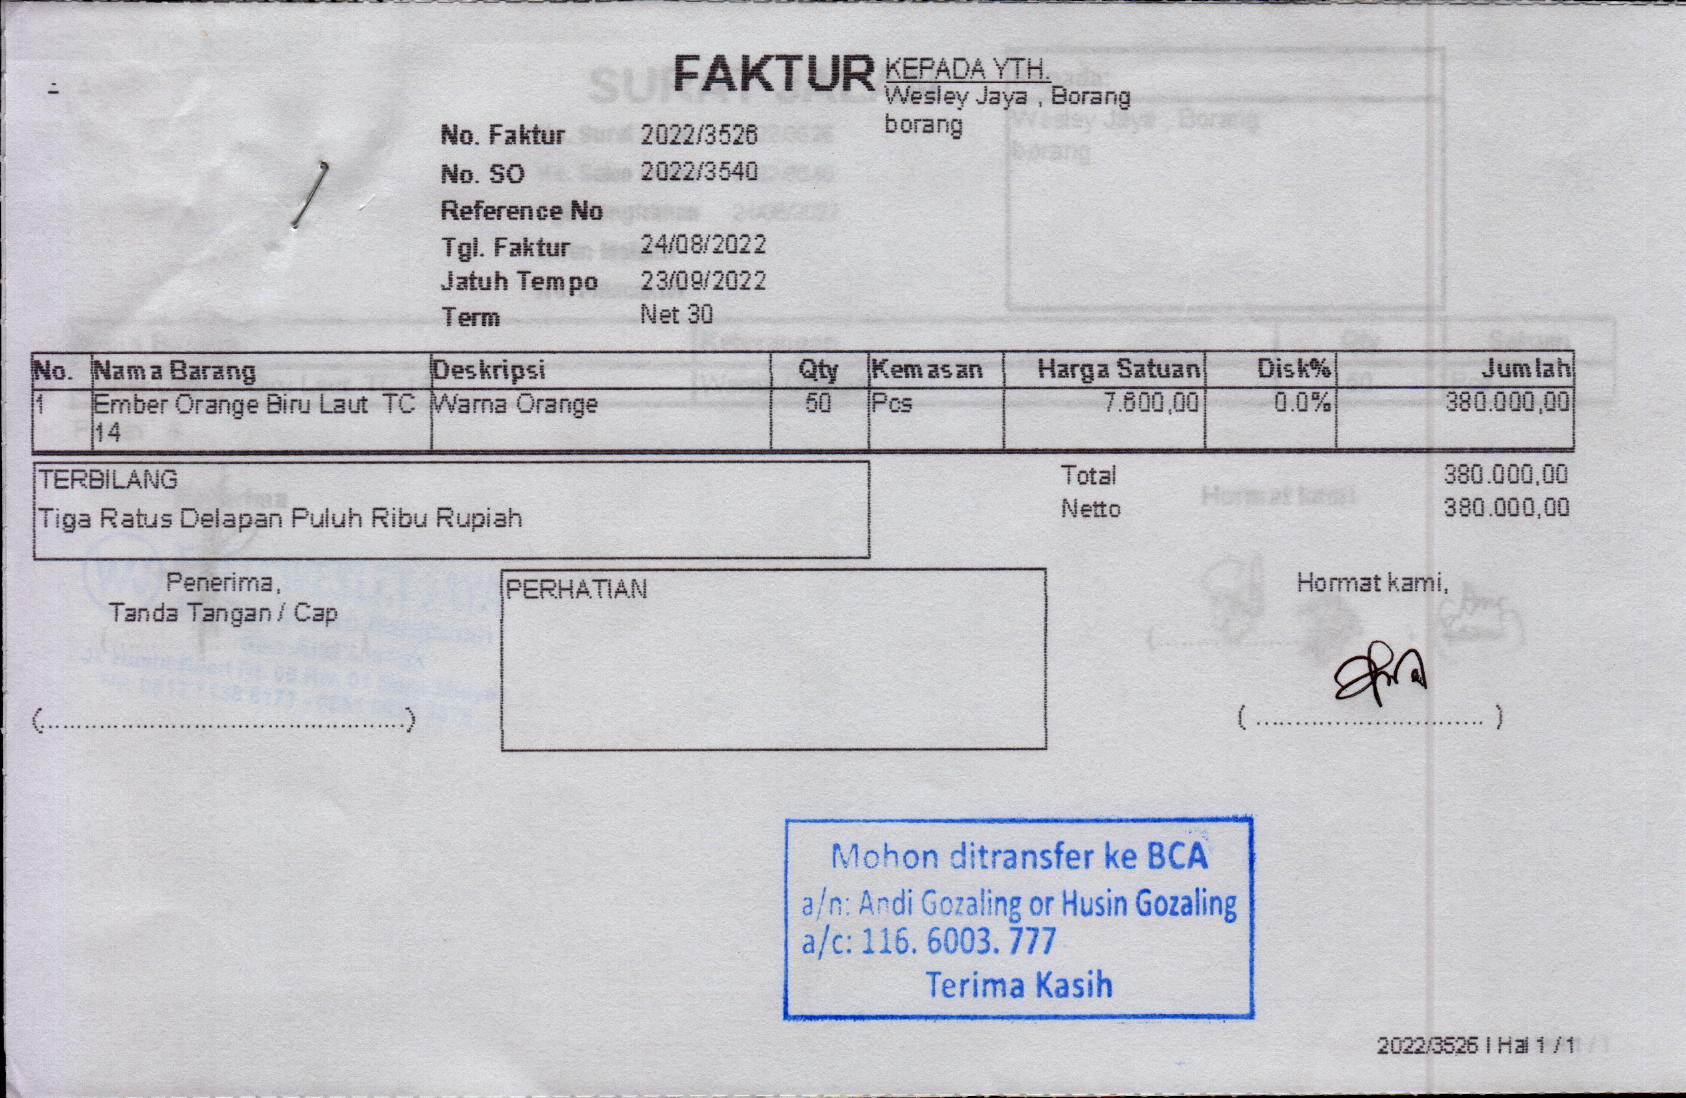 FAKTUR
KEPADA YTH.
Wesley Jaya , Borang
borang
No. Faktur 2022/3526
No. SO 2022/3540
Reference No
Tgl. Faktur 24/08/2022
Jatuh Tempo 23/09/2022
Term Net 30
No. Nama Barang Deskripsi Qty Kemasan Harga Satuan Disk% Jumlah
1 Ember Orange Biru Laut TC Warna Orange 50 Pcs 7.600,00 0.0% 380.000,00
14
TERBILANG
Tiga Ratus Delapan Puluh Ribu Rupiah
Total 380.000,00
Netto 380.000,00
Penerima,
Tanda Tangan / Cap
(................................................)
PERHATIAN
Hormat kami,
( .............................. )
Mohon ditransfer ke BCA
a/n: Andi Gozaling or Husin Gozaling
a/c: 116. 6003. 777
Terima Kasih
2022/3526 | Hal 1 / 1